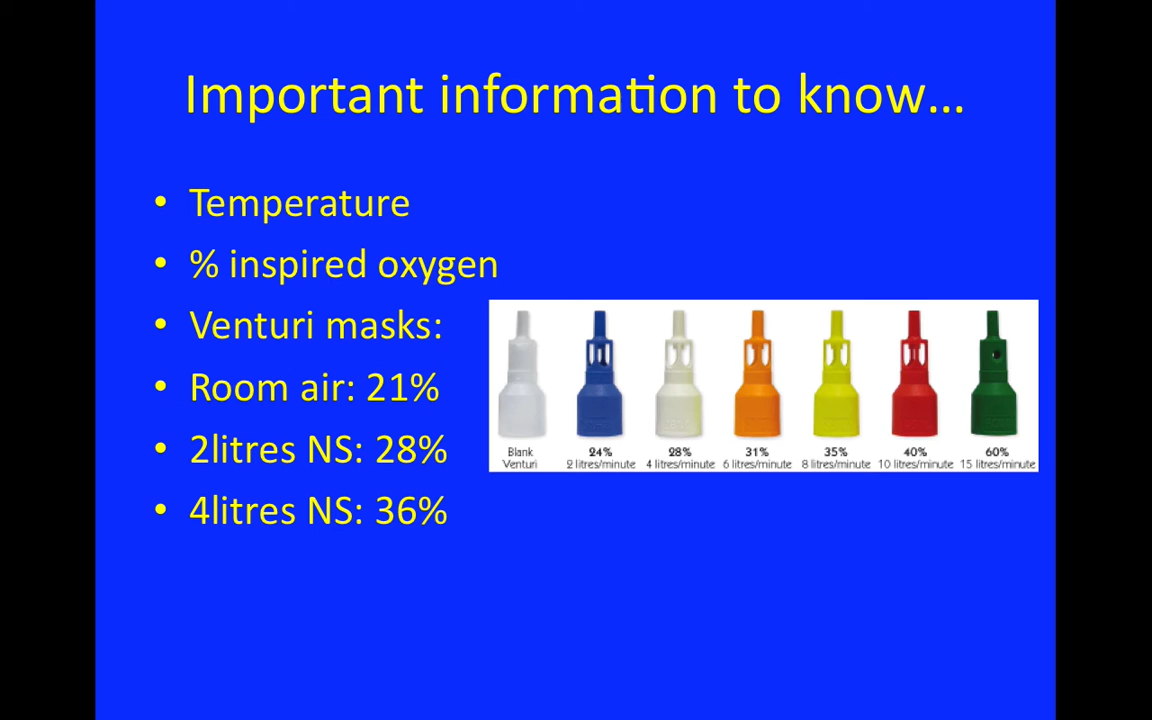 Important information to know…
• Temperature
• % inspired oxygen
• Venturi masks:
• Room air: 21%
• 2litres NS: 28%
• 4litres NS: 36%
Blank 24% 28% 31% 35% 40% 60%
Venturi 2 litres/minute 4 litres/minute 6 litres/minute 8 litres/minute 10 litres/minute 15 litres/minute